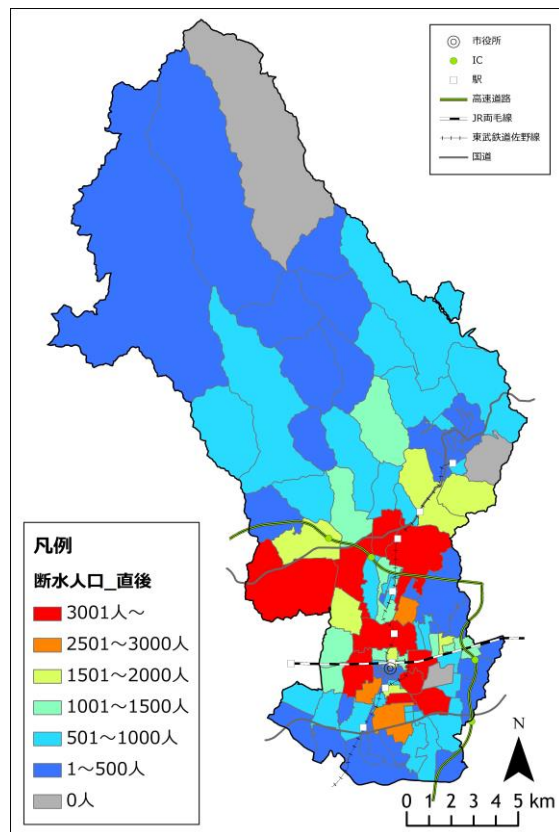 市役所
IC
駅
高速道路
JR両毛線
東武鉄道佐野線
国道
凡例
断水人口_直後
3001人～
2501～3000人
1501～2000人
1001～1500人
501～1000人
1～500人
0人
N
0 1 2 3 4 5 km